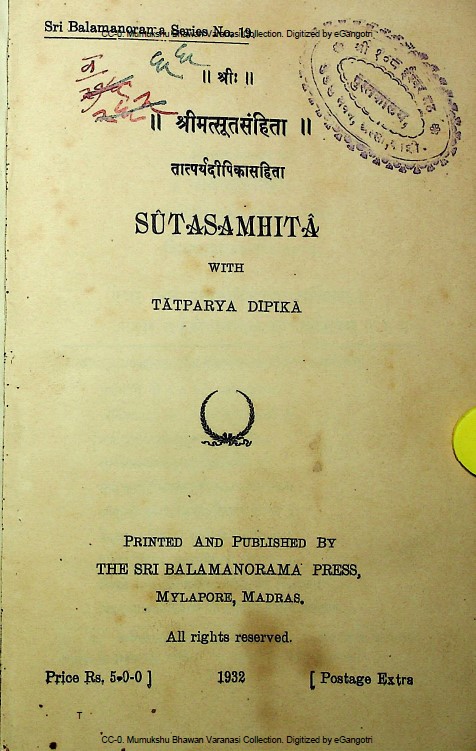 Sri Balamanorama Series No. 19.
CC-0. Mumukshu Bhawan Varanasi Collection. Digitized by eGangotri
॥ श्रीः ॥
॥ श्रीमत्सूतसंहिता ॥
तात्पर्यदीपिकासहिता
SÛTASAMHITÂ
WITH
TĀTPARYA DĪPIKĀ
PRINTED AND PUBLISHED BY
THE SRI BALAMANORAMA PRESS,
MYLAPORE, MADRAS.
All rights reserved.
Price Rs. 5-0-0 ] 1932 [ Postage Extra
T
CC-0. Mumukshu Bhawan Varanasi Collection. Digitized by eGangotri